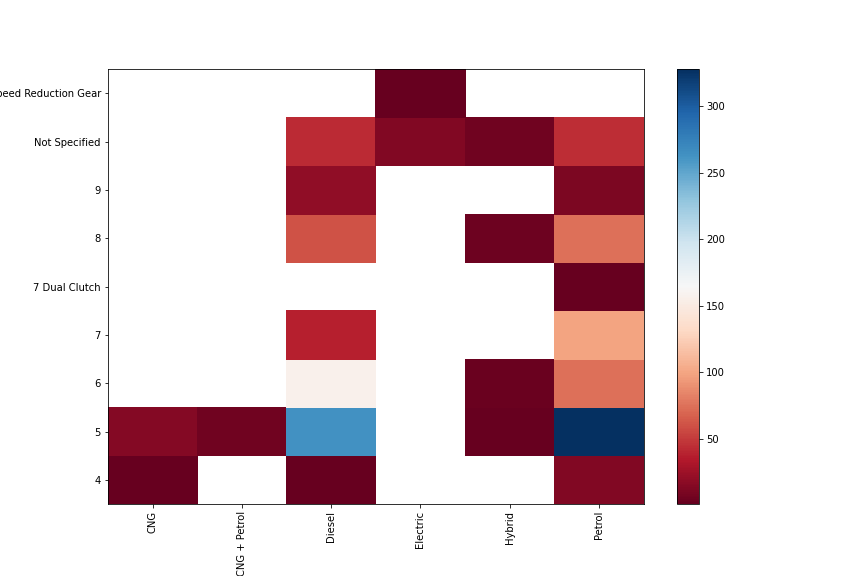 peed Reduction Gear
Not Specified
9
8
7 Dual Clutch
7
6
5
4
CNG
CNG + Petrol
Diesel
Electric
Hybrid
Petrol
300
250
200
150
100
50